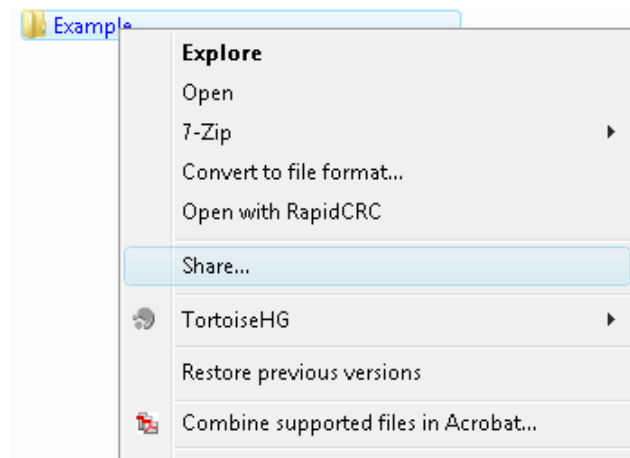 Example
Explore
Open
7-Zip
Convert to file format...
Open with RapidCRC
Share...
TortoiseHG
Restore previous versions
Combine supported files in Acrobat...